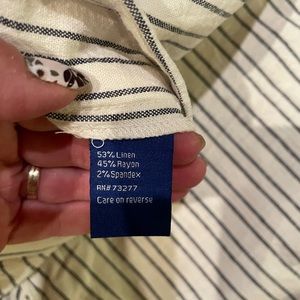 53% Linen
45% Rayon
2% Spandex
RN# 73277
Care on reverse